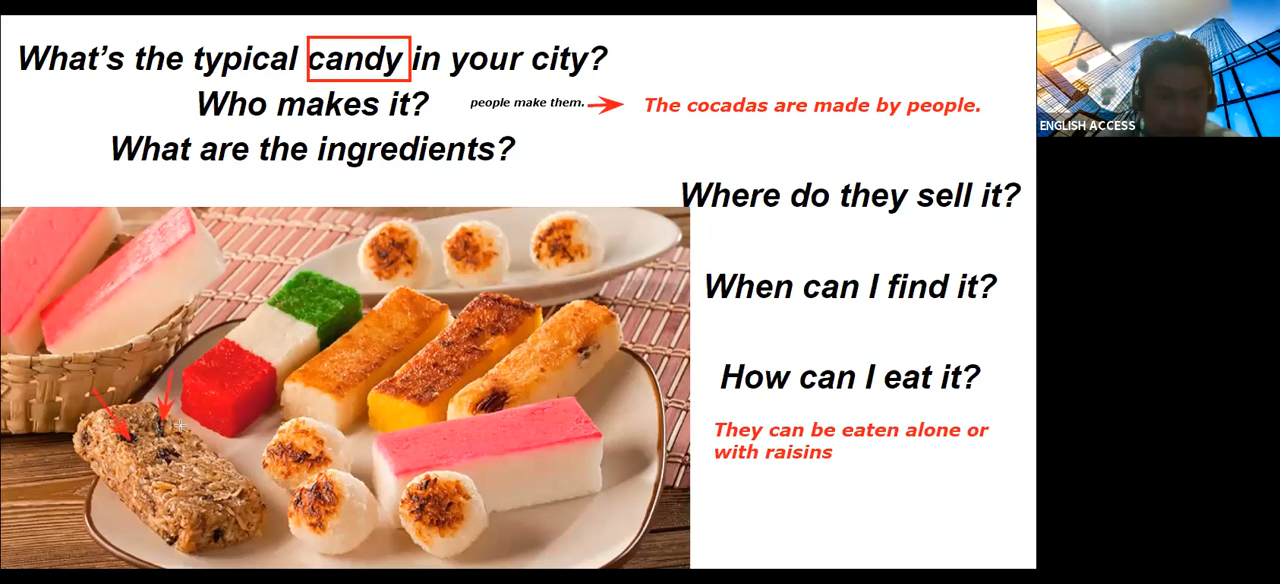 What's the typical candy in your city?
Who makes it?
people make them.
The cocadas are made by people.
What are the ingredients?
Where do they sell it?
When can I find it?
How can I eat it?
They can be eaten alone or
with raisins
ENGLISH ACCESS